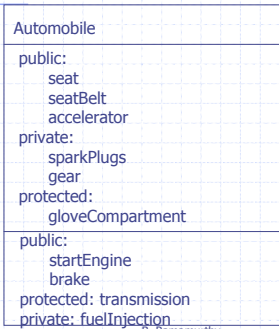 Automobile
public:
seat
seatBelt
accelerator
private:
sparkPlugs
gear
protected:
gloveCompartment
public:
startEngine
brake
protected: transmission
private: fuelInjection